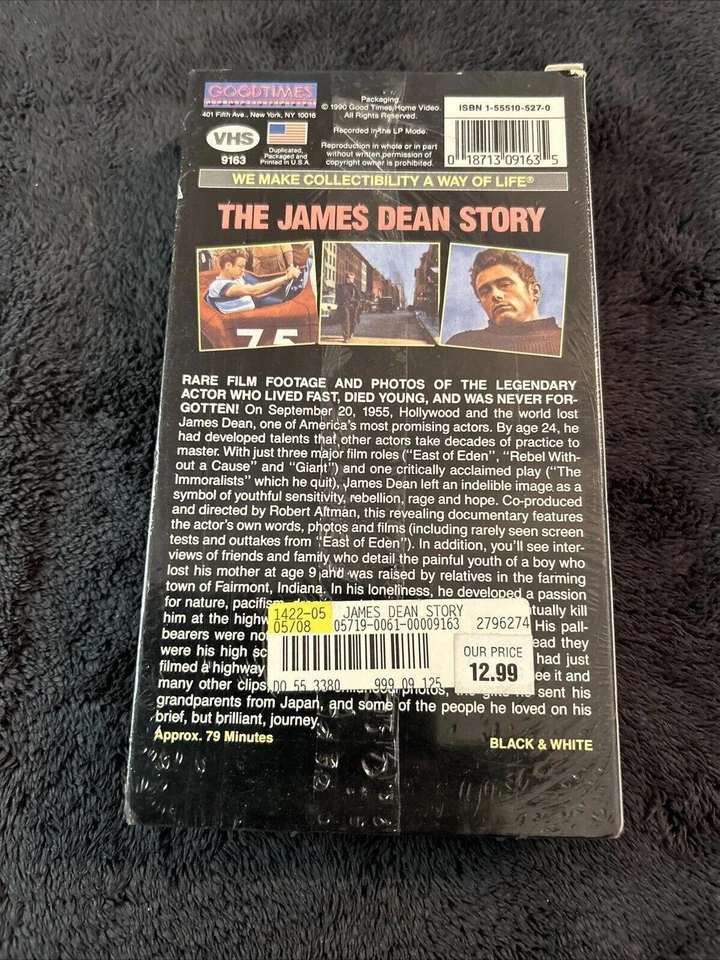 GOODTIMES
401 Fifth Ave., New York, NY 10016
VHS
9163
Duplicated,
Packaged and
Printed in U.S.A.
Packaging
© 1990 Good Times Home Video.
All Rights Reserved.
Recorded in the LP Mode.
Reproduction in whole or in part
without written permission of
copyright owner is prohibited.
ISBN 1-55510-527-0
0 18713 09163 5
WE MAKE COLLECTIBILITY A WAY OF LIFE®
THE JAMES DEAN STORY
RARE FILM FOOTAGE AND PHOTOS OF THE LEGENDARY
ACTOR WHO LIVED FAST, DIED YOUNG, AND WAS NEVER FOR-
GOTTEN! On September 20, 1955, Hollywood and the world lost
James Dean, one of America's most promising actors. By age 24, he
had developed talents that other actors take decades of practice to
master. With just three major film roles ("East of Eden", "Rebel With-
out a Cause" and "Giant") and one critically acclaimed play ("The
Immoralists" which he quit), James Dean left an indelible image as a
symbol of youthful sensitivity, rebellion, rage and hope. Co-produced
and directed by Robert Altman, this revealing documentary features
the actor's own words, photos and films (including rarely seen screen
tests and outtakes from "East of Eden"). In addition, you'll see inter-
views of friends and family who detail the painful youth of a boy who
lost his mother at age 9 and was raised by relatives in the farming
town of Fairmont, Indiana. In his loneliness, he developed a passion
for nature, pacifism, ntually kill
him at the highw His pall-
bearers were no ead they
were his high sc had just
filmed a highway ee it and
many other clips, photos, the gifts he sent his
grandparents from Japan, and some of the people he loved on his
brief, but brilliant, journey.
1422-05 JAMES DEAN STORY
05/08 05719-0061-00009163 2796274
OUR PRICE
12.99
DO 55 3380 999 09 125
Approx. 79 Minutes
BLACK & WHITE